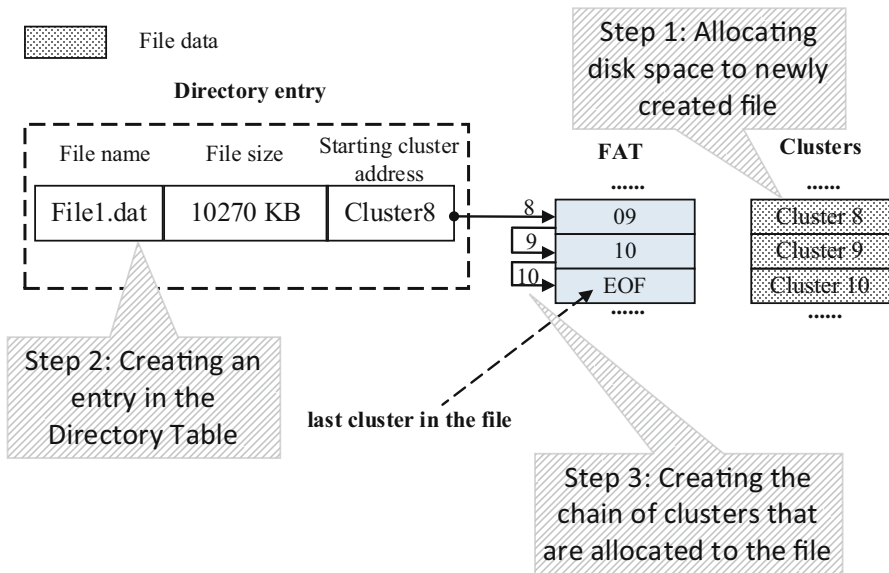 File data
Step 1: Allocating
disk space to newly
created file
Directory entry
File name
File size
Starting cluster
address
FAT
Clusters
......
......
File1.dat
10270 KB
Cluster8
8
09
Cluster 8
9
10
Cluster 9
10
EOF
Cluster 10
......
......
Step 2: Creating an
entry in the
Directory Table
last cluster in the file
Step 3: Creating the
chain of clusters that
are allocated to the file